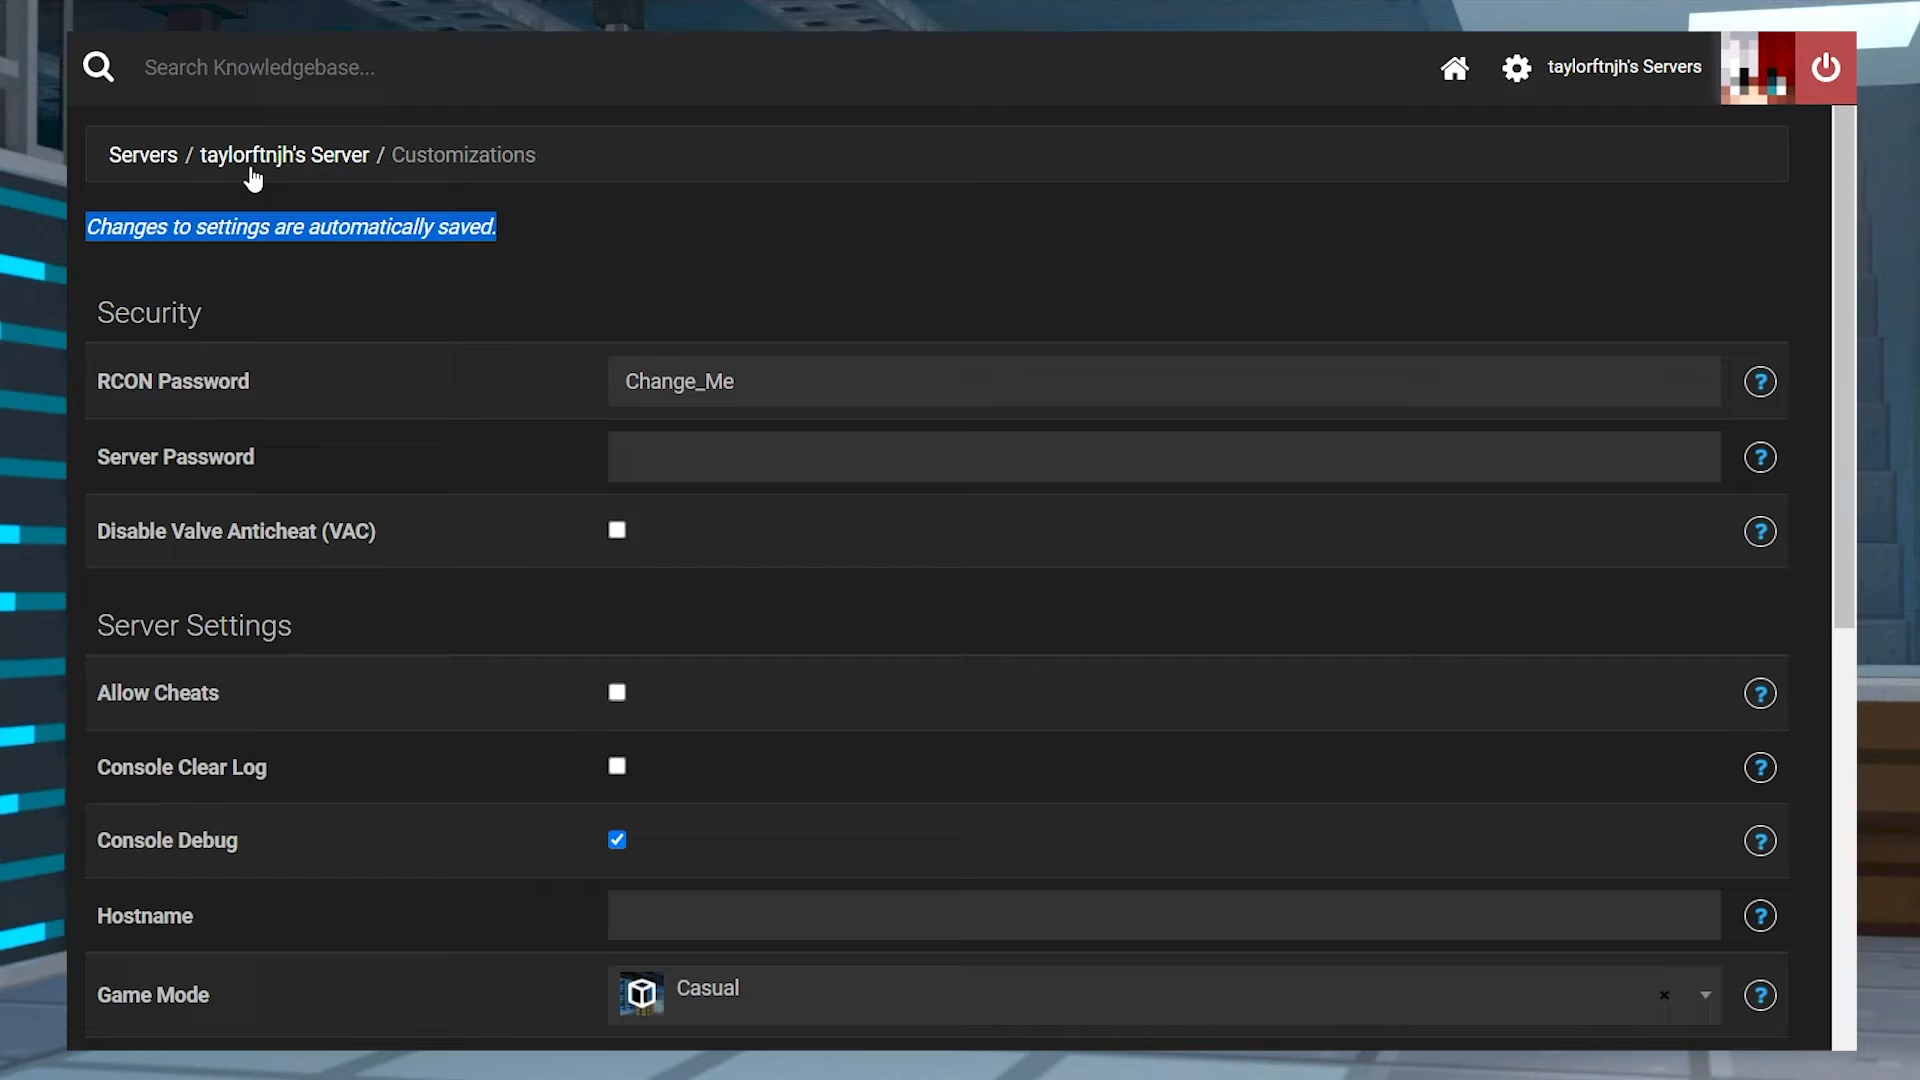 Search Knowledgebase...
taylorftnjh's Servers
Servers / taylorftnjh's Server / Customizations
Changes to settings are automatically saved.
Security
RCON Password
Change_Me
?
Server Password
?
Disable Valve Anticheat (VAC)
?
Server Settings
Allow Cheats
?
Console Clear Log
?
Console Debug
?
Hostname
?
Game Mode
Casual
×
?